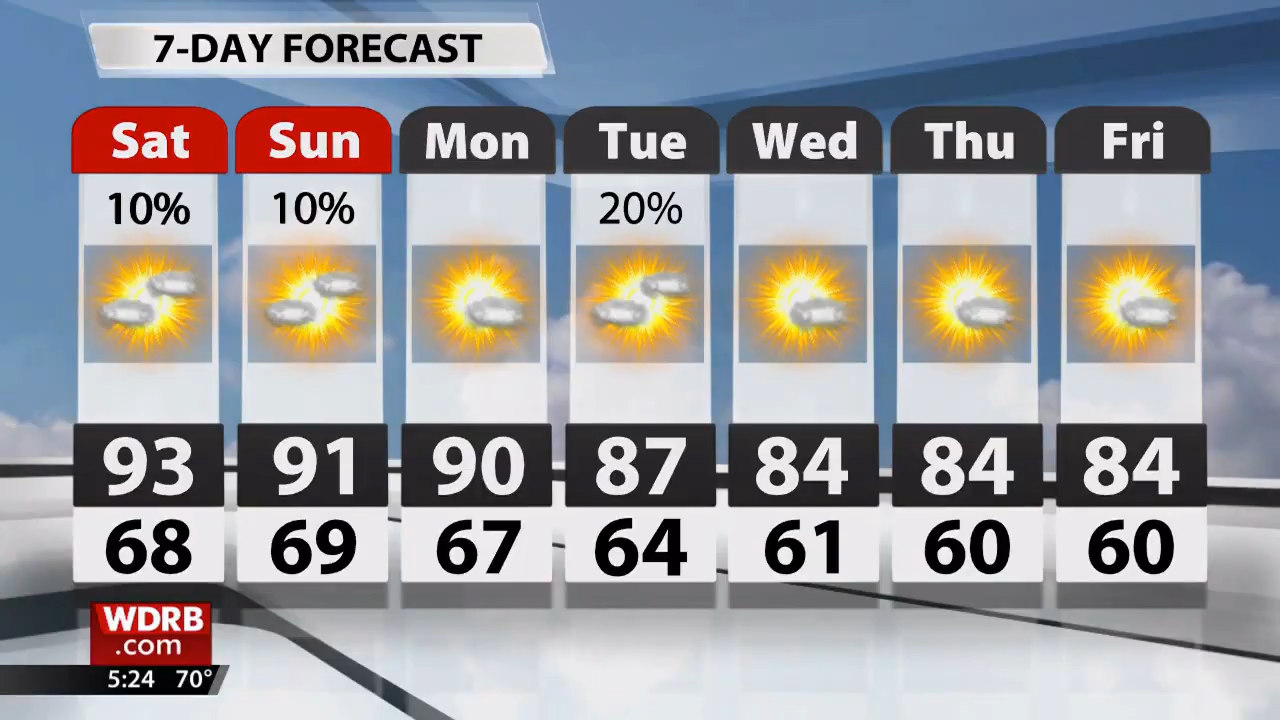 7-DAY FORECAST
Sat Sun Mon Tue Wed Thu Fri
10% 10% 20%
93 91 90 87 84 84 84
68 69 67 64 61 60 60
WDRB
.com
5:24 70°